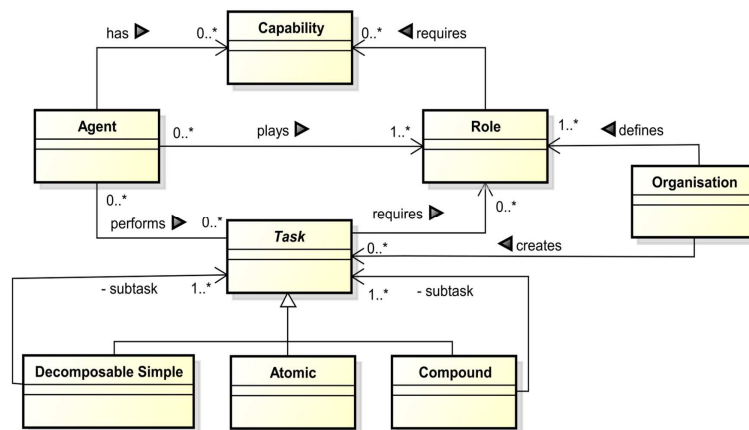 Capability
has
0..*
0..*
requires
Agent
0..*
plays
1..*
Role
1..*
defines
Organisation
0..*
performs
0..*
requires
0..*
Task
0..*
creates
- subtask
1..*
1..*
- subtask
Decomposable Simple
Atomic
Compound